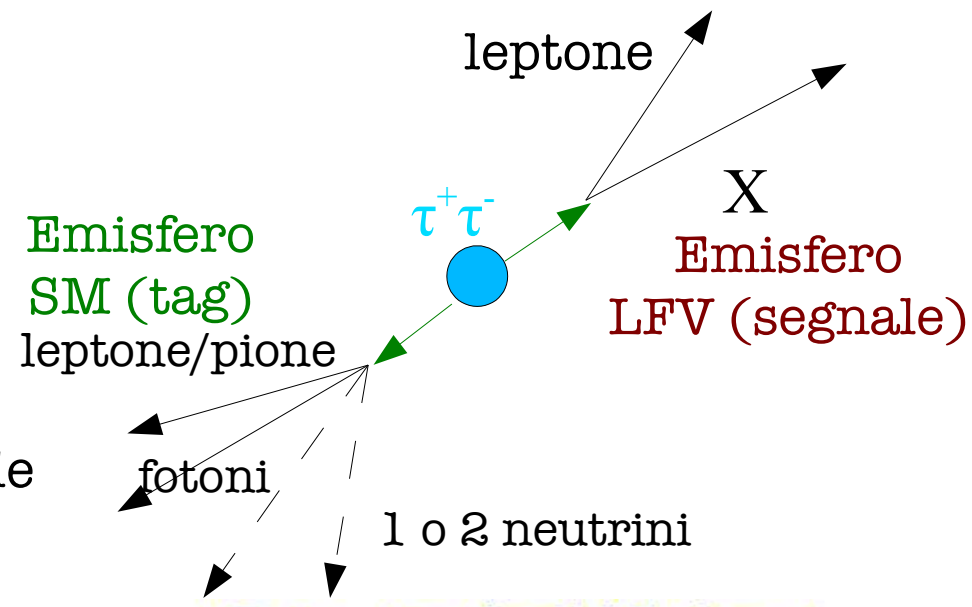 leptone
τ⁺τ⁻
X
Emisfero
SM (tag)
Emisfero
LFV (segnale)
leptone/pione
fotoni
1 o 2 neutrini